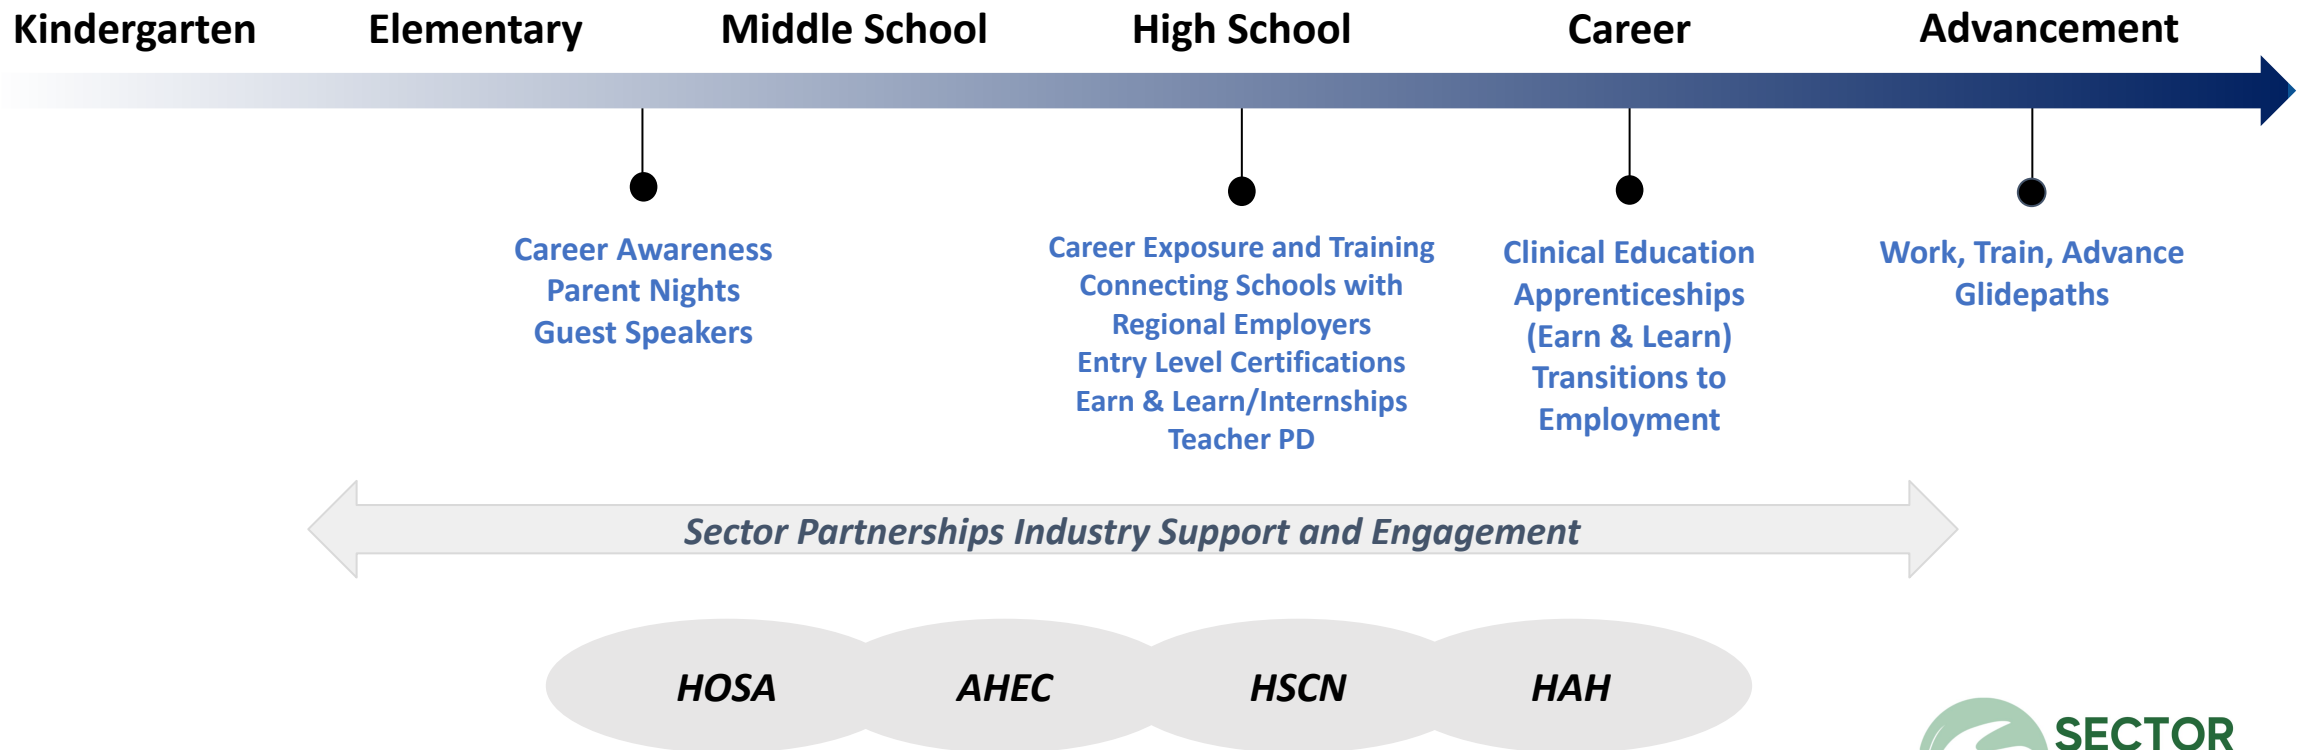 Kindergarten Elementary Middle School High School Career Advancement
Career Awareness
Parent Nights
Guest Speakers
Career Exposure and Training
Connecting Schools with
Regional Employers
Entry Level Certifications
Earn & Learn/Internships
Teacher PD
Clinical Education
Apprenticeships
(Earn & Learn)
Transitions to
Employment
Work, Train, Advance
Glidepaths
Sector Partnerships Industry Support and Engagement
HOSA AHEC HSCN HAH
SECTOR